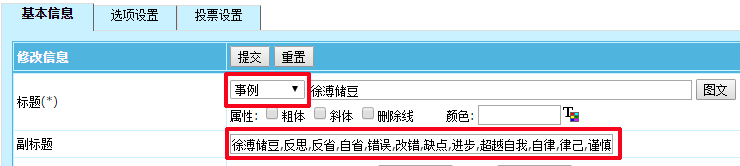 基本信息 选项设置 投票设置
修改信息 提交 重置
标题(*) 事例 徐溥储豆 图文
属性: 粗体 斜体 删除线 颜色:
副标题 徐溥储豆,反思,反省,自省,错误,改错,缺点,进步,超越自我,自律,律己,谨慎